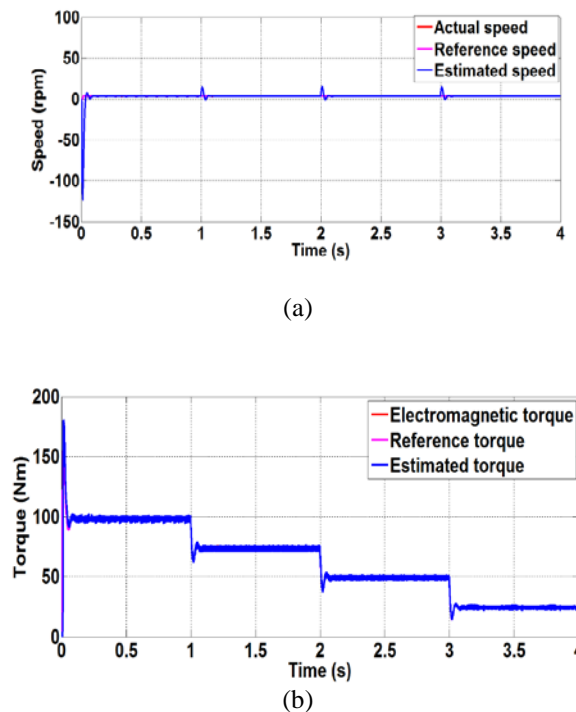 100
50
0
-50
-100
-150
Speed (rpm)
Actual speed
Reference speed
Estimated speed
0 0.5 1 1.5 2 2.5 3 3.5 4
Time (s)
(a)
200
150
100
50
0
Torque (Nm)
Electromagnetic torque
Reference torque
Estimated torque
0 0.5 1 1.5 2 2.5 3 3.5 4
Time (s)
(b)